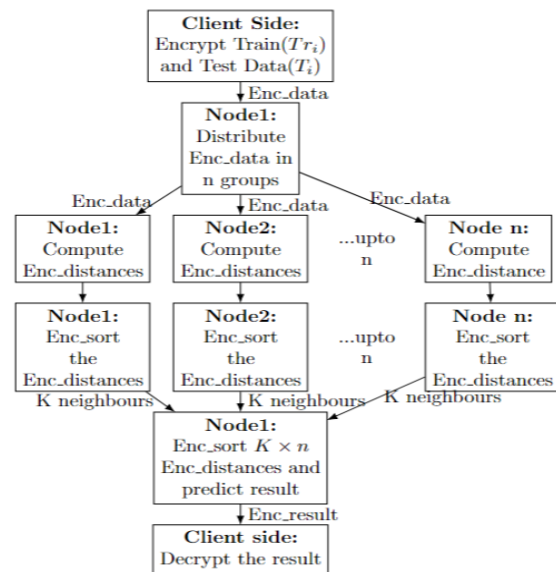 Client Side:
Encrypt Train(Tr_i)
and Test Data(T_i)
Enc_data
Node1:
Distribute
Enc_data in
n groups
Enc_data
Enc_data
Enc_data
Node1:
Compute
Enc_distances
Node2:
Compute
Enc_distances
...upto
n
Node n:
Compute
Enc_distance
Node1:
Enc_sort
the
Enc_distances
Node2:
Enc_sort
the
Enc_distances
...upto
n
Node n:
Enc_sort
the
Enc_distances
K neighbours
K neighbours
K neighbours
Node1:
Enc_sort K × n
Enc_distances and
predict result
Enc_result
Client side:
Decrypt the result